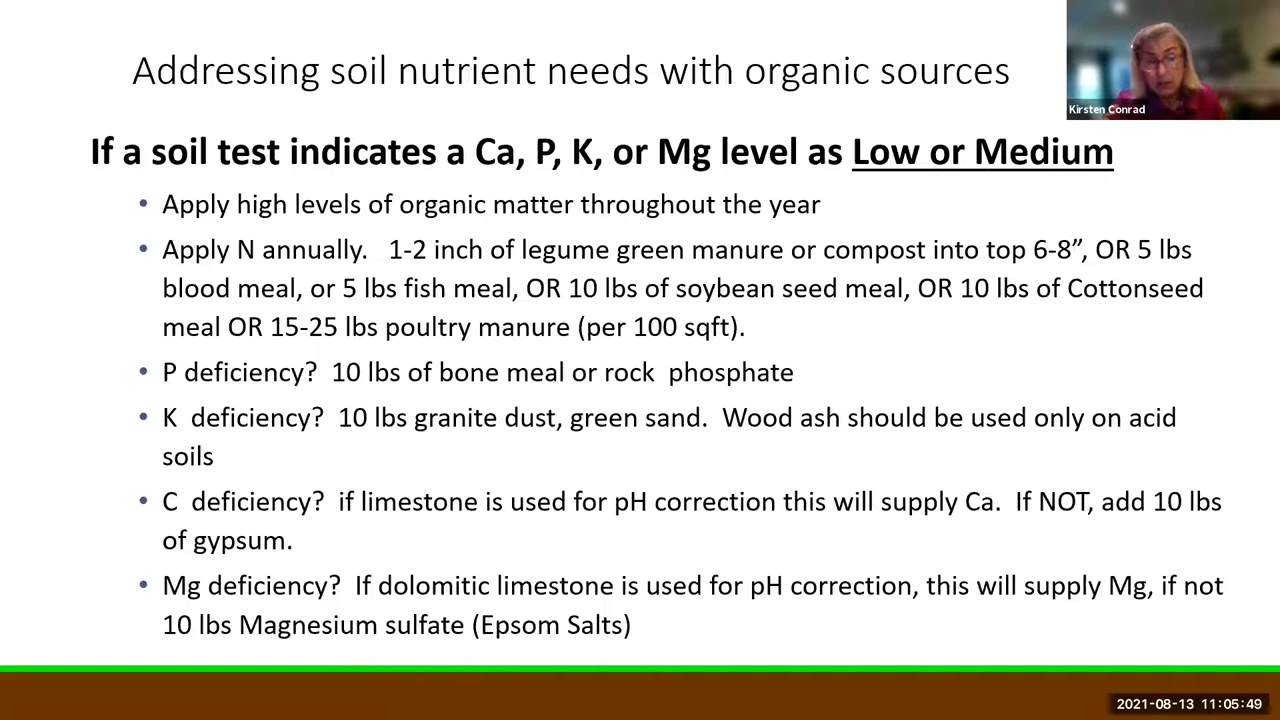 Addressing soil nutrient needs with organic sources
Kirsten Conrad
If a soil test indicates a Ca, P, K, or Mg level as Low or Medium
• Apply high levels of organic matter throughout the year
• Apply N annually.   1-2 inch of legume green manure or compost into top 6-8”, OR 5 lbs
blood meal, or 5 lbs fish meal, OR 10 lbs of soybean seed meal, OR 10 lbs of Cottonseed
meal OR 15-25 lbs poultry manure (per 100 sqft).
• P deficiency?  10 lbs of bone meal or rock  phosphate
• K  deficiency?  10 lbs granite dust, green sand.  Wood ash should be used only on acid
soils
• C  deficiency?  if limestone is used for pH correction this will supply Ca.  If NOT, add 10 lbs
of gypsum.
• Mg deficiency?  If dolomitic limestone is used for pH correction, this will supply Mg, if not
10 lbs Magnesium sulfate (Epsom Salts)
2021-08-13 11:05:49